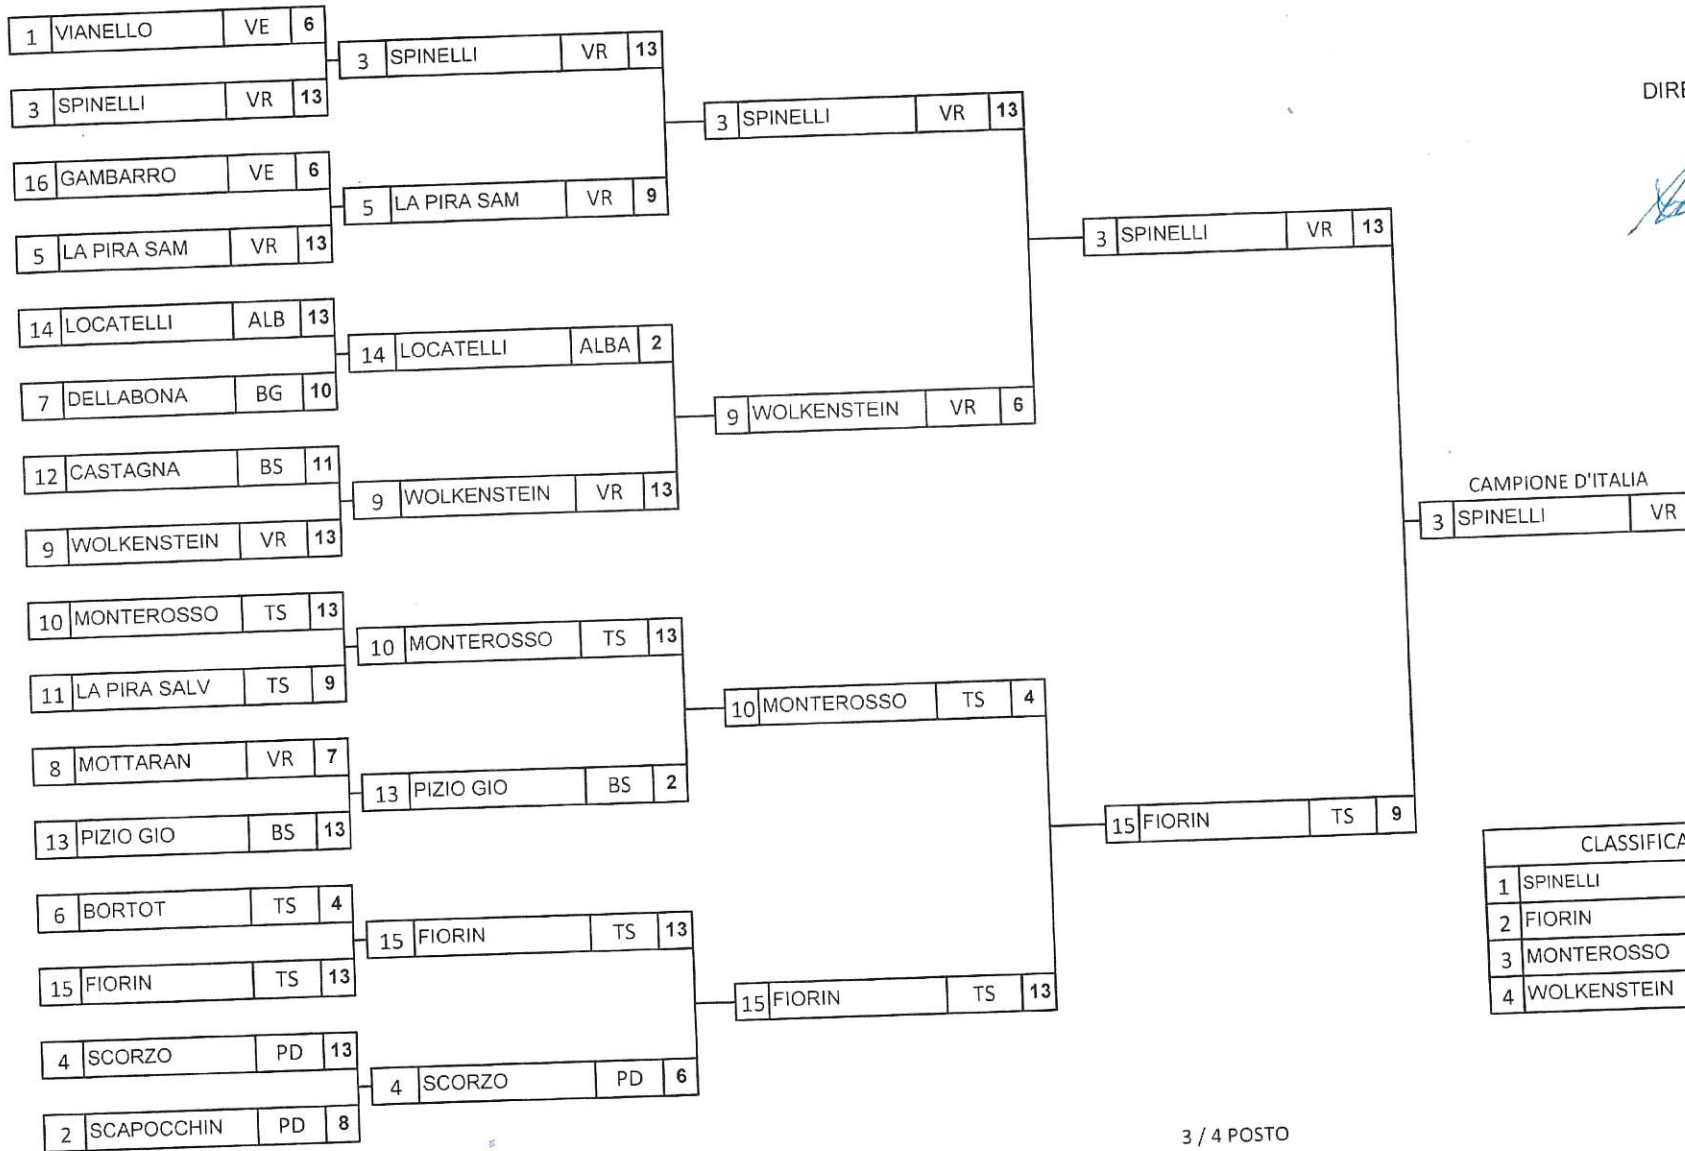 1 VIANELLO VE 6
3 SPINELLI VR 13
16 GAMBARRO VE 6
5 LA PIRA SAM VR 13
14 LOCATELLI ALB 13
7 DELLABONA BG 10
12 CASTAGNA BS 11
9 WOLKENSTEIN VR 13
10 MONTEROSSO TS 13
11 LA PIRA SALV TS 9
8 MOTTARAN VR 7
13 PIZIO GIO BS 13
6 BORTOT TS 4
15 FIORIN TS 13
4 SCORZO PD 13
2 SCAPOCCHIN PD 8
3 SPINELLI VR 13
5 LA PIRA SAM VR 9
14 LOCATELLI ALBA 2
9 WOLKENSTEIN VR 13
10 MONTEROSSO TS 13
13 PIZIO GIO BS 2
15 FIORIN TS 13
4 SCORZO PD 6
3 SPINELLI VR 13
9 WOLKENSTEIN VR 6
10 MONTEROSSO TS 4
15 FIORIN TS 13
3 SPINELLI VR 13
15 FIORIN TS 9
3 / 4 POSTO
DIRE
CAMPIONE D'ITALIA
3 SPINELLI VR
CLASSIFICA
1 SPINELLI
2 FIORIN
3 MONTEROSSO
4 WOLKENSTEIN